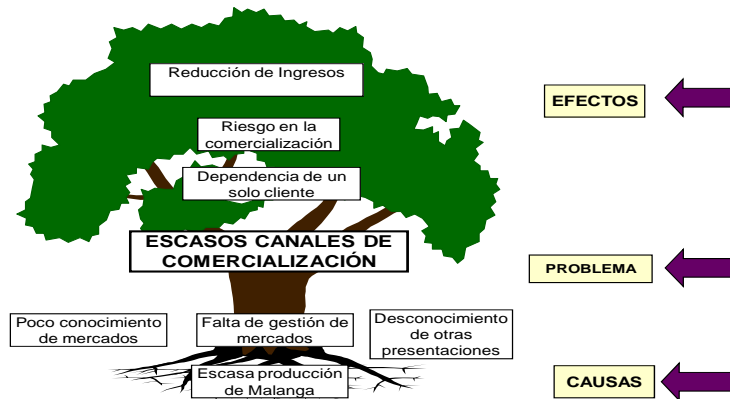 Reducción de Ingresos
EFECTOS
Riesgo en la
comercialización
Dependencia de un
solo cliente
ESCASOS CANALES DE
COMERCIALIZACIÓN
PROBLEMA
Poco conocimiento
de mercados
Falta de gestión de
mercados
Desconocimiento
de otras
presentaciones
Escasa producción
de Malanga
CAUSAS